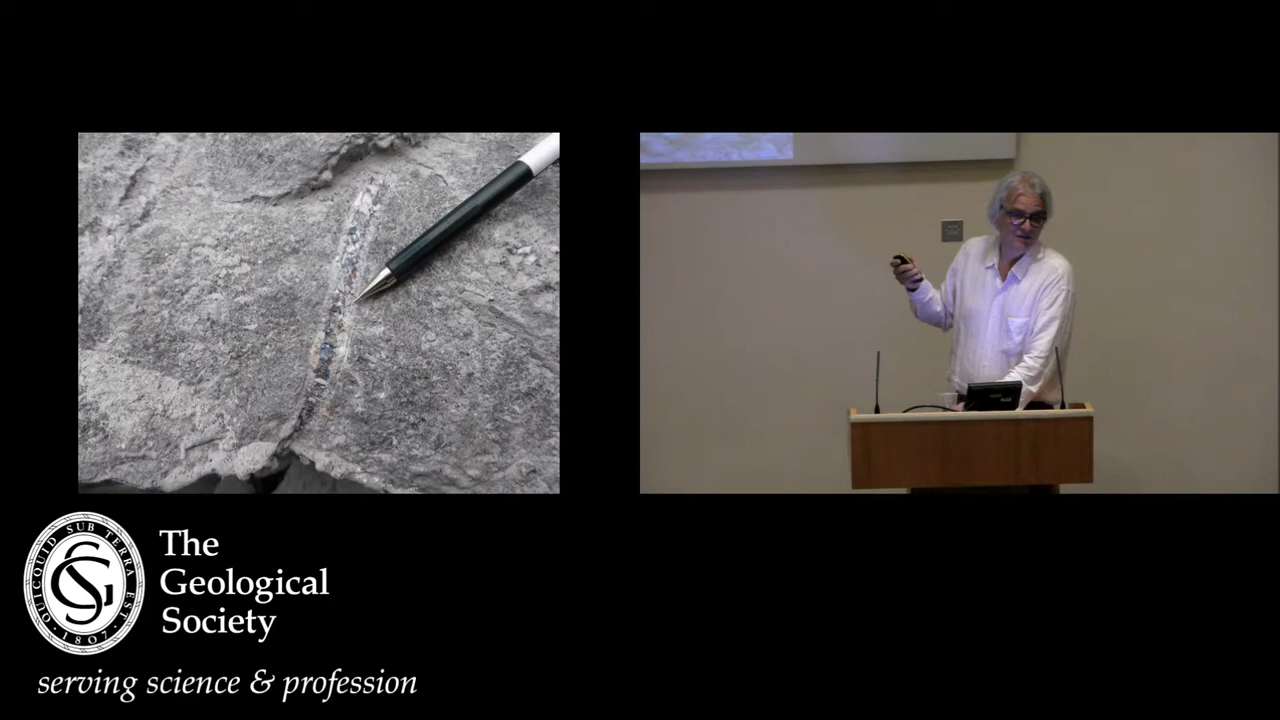 QUICQUID SUB TERRA EST
· 1807 ·
GS
The
Geological
Society
serving science & profession